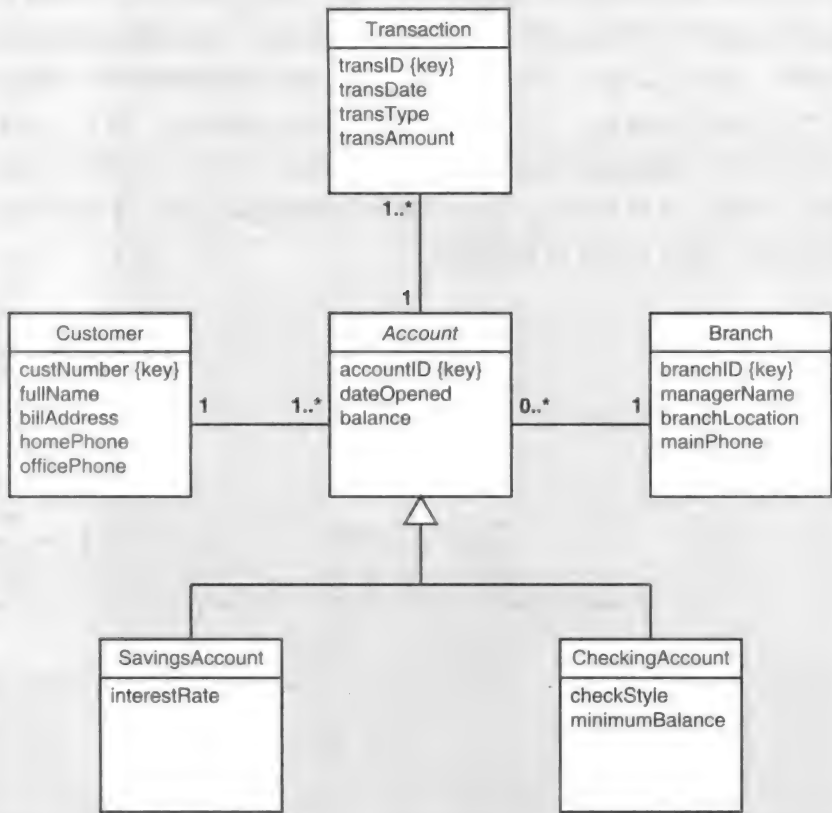 Transaction
transID {key}
transDate
transType
transAmount
1..*
1
Customer
custNumber {key}
fullName
billAddress
homePhone
officePhone
1
1..*
Account
accountID {key}
dateOpened
balance
0..*
1
Branch
branchID {key}
managerName
branchLocation
mainPhone
SavingsAccount
interestRate
CheckingAccount
checkStyle
minimumBalance